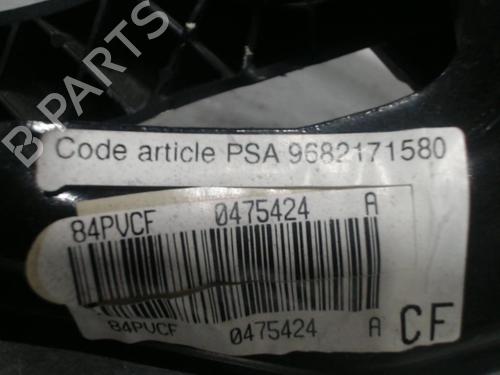 B PARTS
Code article PSA 9682171580
84PVCF 0475424 A
84PVCF 0475424 A
CF